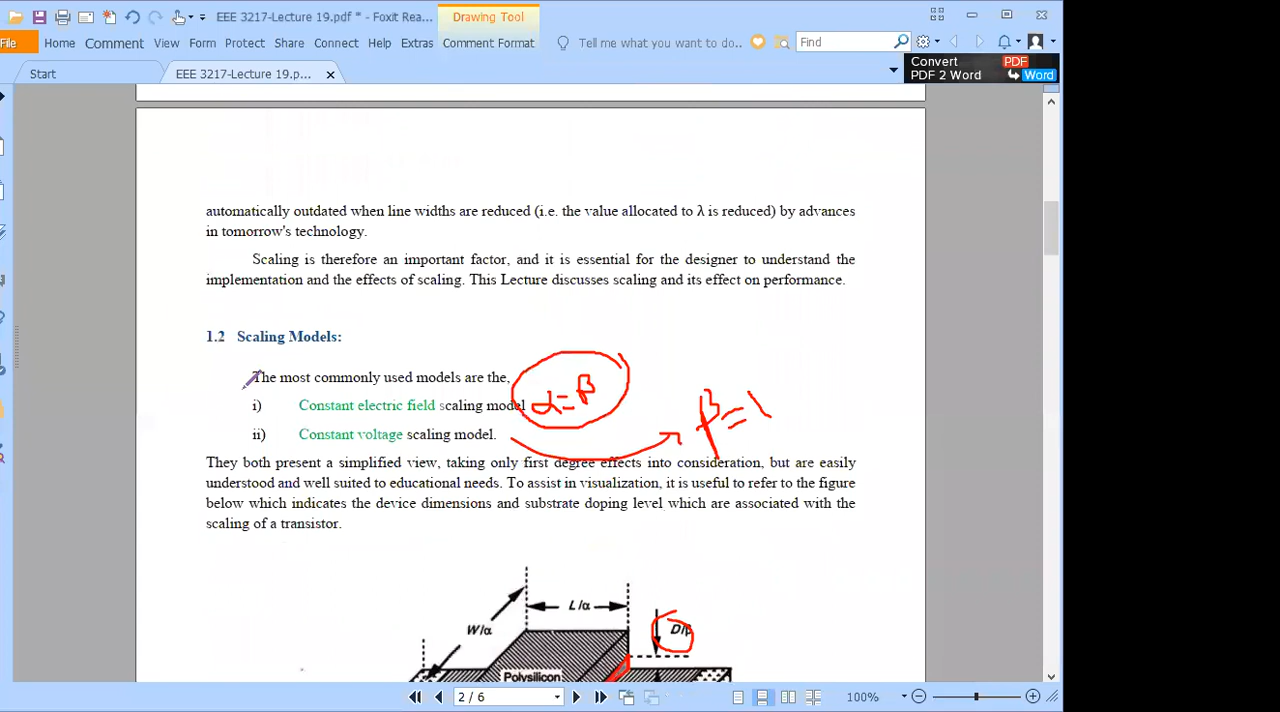 EEE 3217-Lecture 19.pdf * - Foxit Rea...
Drawing Tool
File
Home
Comment
View
Form
Protect
Share
Connect
Help
Extras
Comment Format
Tell me what you want to do..
Find
Start
EEE 3217-Lecture 19.p...
Convert PDF
PDF 2 Word Word
automatically outdated when line widths are reduced (i.e. the value allocated to λ is reduced) by advances
in tomorrow's technology.
Scaling is therefore an important factor, and it is essential for the designer to understand the
implementation and the effects of scaling. This Lecture discusses scaling and its effect on performance.
1.2 Scaling Models:
The most commonly used models are the,
i) Constant electric field scaling model
α=β
ii) Constant voltage scaling model.
β=1
They both present a simplified view, taking only first degree effects into consideration, but are easily
understood and well suited to educational needs. To assist in visualization, it is useful to refer to the figure
below which indicates the device dimensions and substrate doping level which are associated with the
scaling of a transistor.
L/α
W/α
D/β
Polysilicon
2 / 6
100%